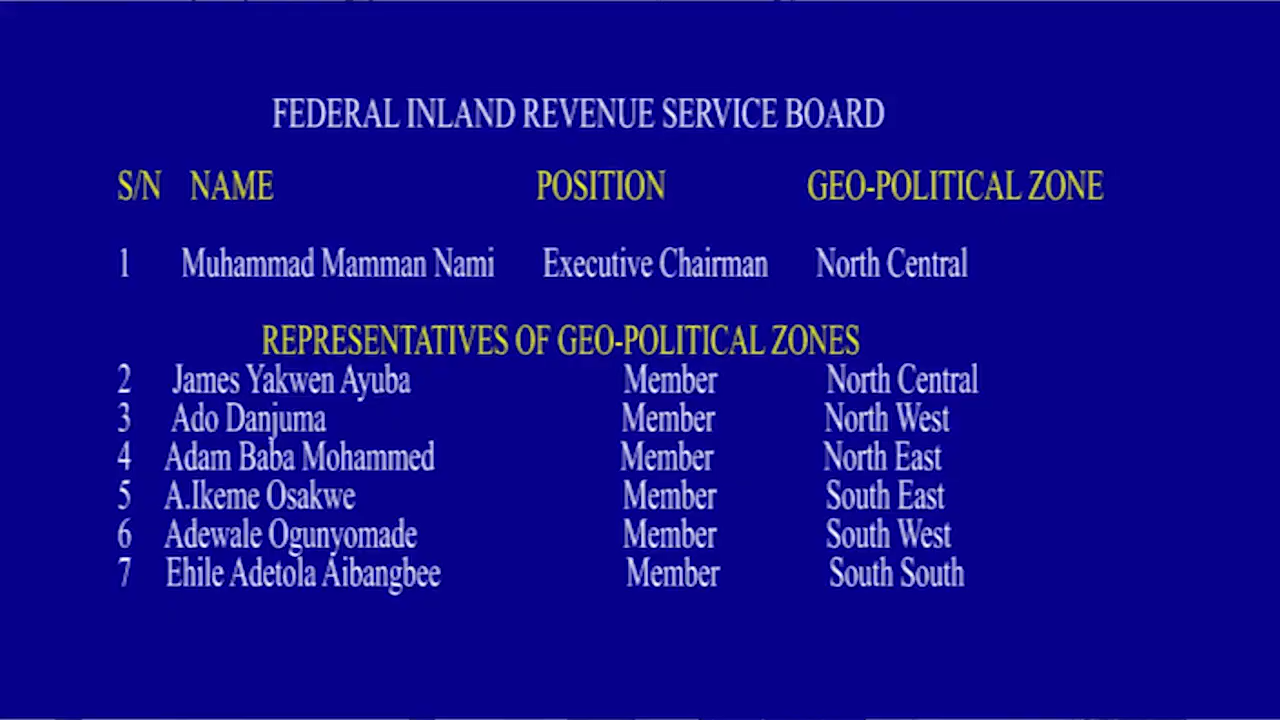 FEDERAL INLAND REVENUE SERVICE BOARD
S/N NAME POSITION GEO-POLITICAL ZONE
1 Muhammad Mamman Nami Executive Chairman North Central
REPRESENTATIVES OF GEO-POLITICAL ZONES
2 James Yakwen Ayuba Member North Central
3 Ado Danjuma Member North West
4 Adam Baba Mohammed Member North East
5 A.Ikeme Osakwe Member South East
6 Adewale Ogunyomade Member South West
7 Ehile Adetola Aibangbee Member South South